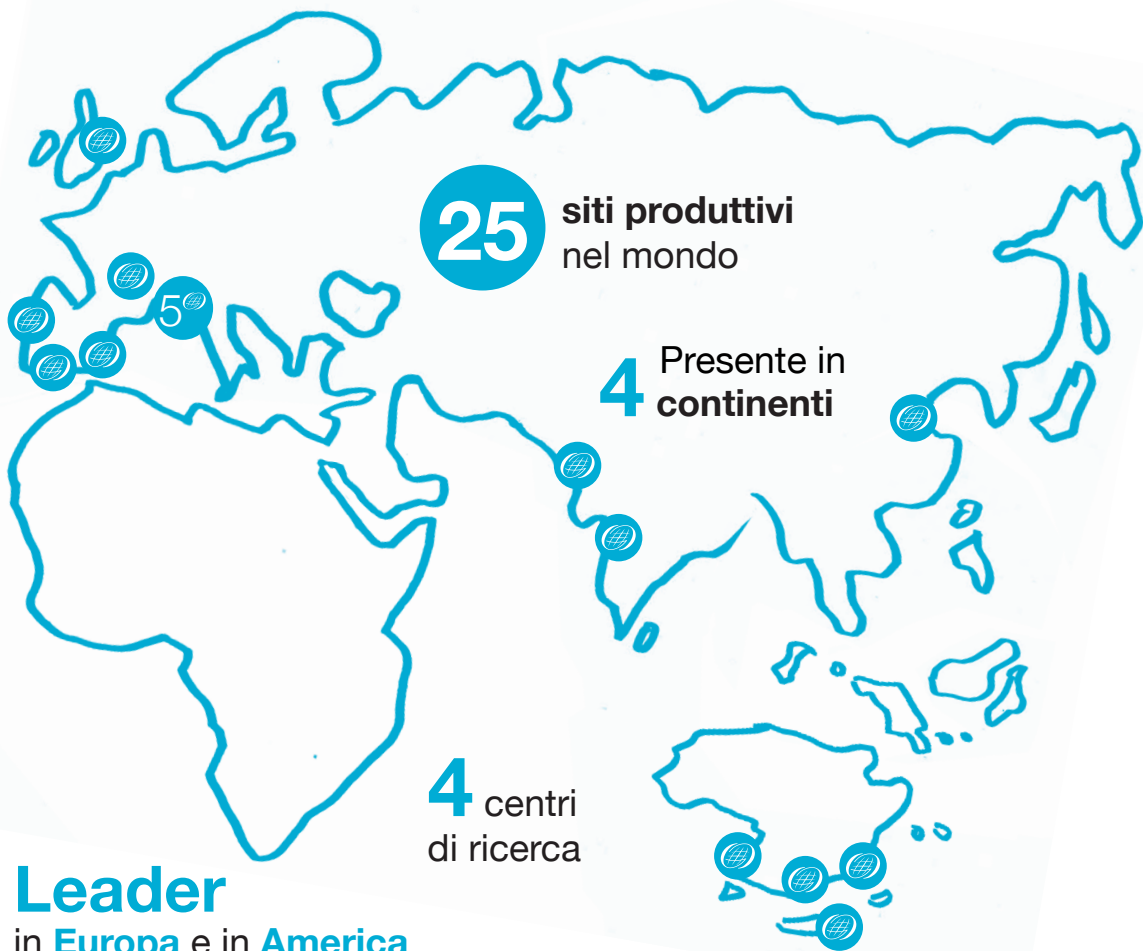 25 siti produttivi
nel mondo
5
4 Presente in
continenti
4 centri
di ricerca
Leader
in Europa e in America